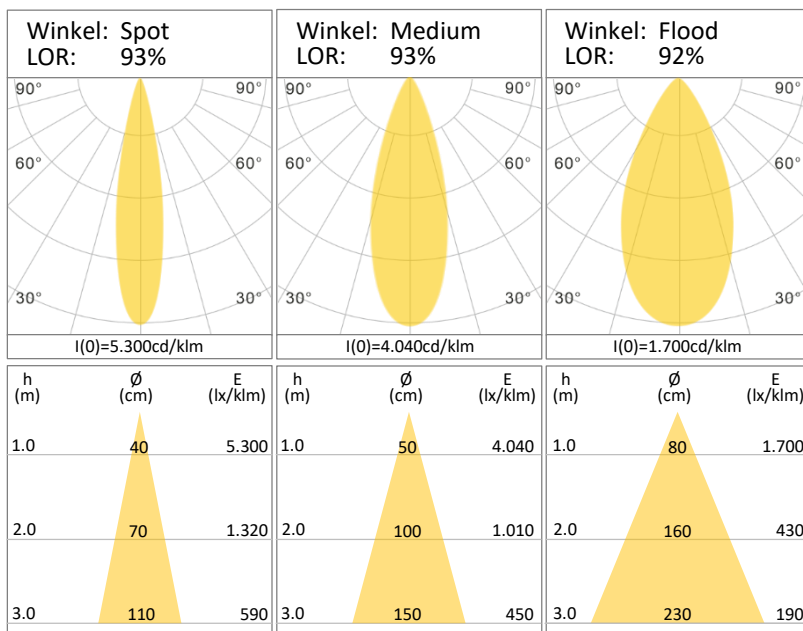 Winkel: Spot
LOR: 93%
90° 90°
60° 60°
30° 30°
I(0)=5.300cd/klm
h Ø E
(m) (cm) (lx/klm)
1.0 40 5.300
2.0 70 1.320
3.0 110 590
Winkel: Medium
LOR: 93%
90° 90°
60° 60°
30° 30°
I(0)=4.040cd/klm
h Ø E
(m) (cm) (lx/klm)
1.0 50 4.040
2.0 100 1.010
3.0 150 450
Winkel: Flood
LOR: 92%
90° 90°
60° 60°
30° 30°
I(0)=1.700cd/klm
h Ø E
(m) (cm) (lx/klm)
1.0 80 1.700
2.0 160 430
3.0 230 190